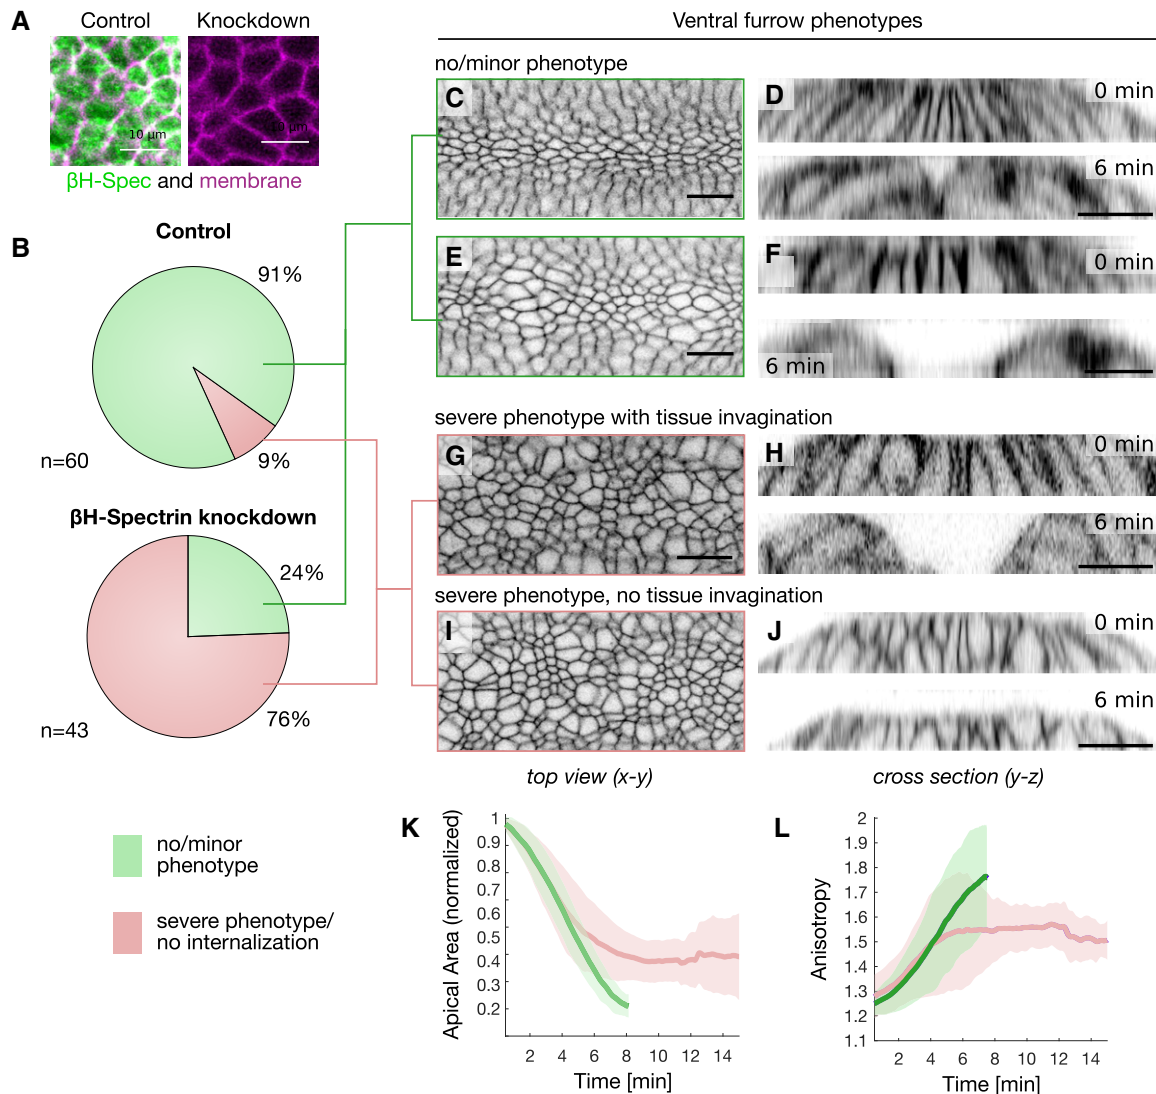 A
Control
Knockdown
10 µm
10 µm
βH-Spec and membrane
B
Control
91%
9%
n=60
βH-Spectrin knockdown
24%
76%
n=43
no/minor
phenotype
severe phenotype/
no internalization
Ventral furrow phenotypes
no/minor phenotype
C
D
0 min
6 min
E
F
0 min
6 min
severe phenotype with tissue invagination
G
H
0 min
6 min
severe phenotype, no tissue invagination
I
J
0 min
6 min
top view (x-y)
cross section (y-z)
K
Apical Area (normalized)
1
0.9
0.8
0.7
0.6
0.5
0.4
0.3
0.2
2 4 6 8 10 12 14
Time [min]
L
Anisotropy
2
1.9
1.8
1.7
1.6
1.5
1.4
1.3
1.2
1.1
2 4 6 8 10 12 14
Time [min]